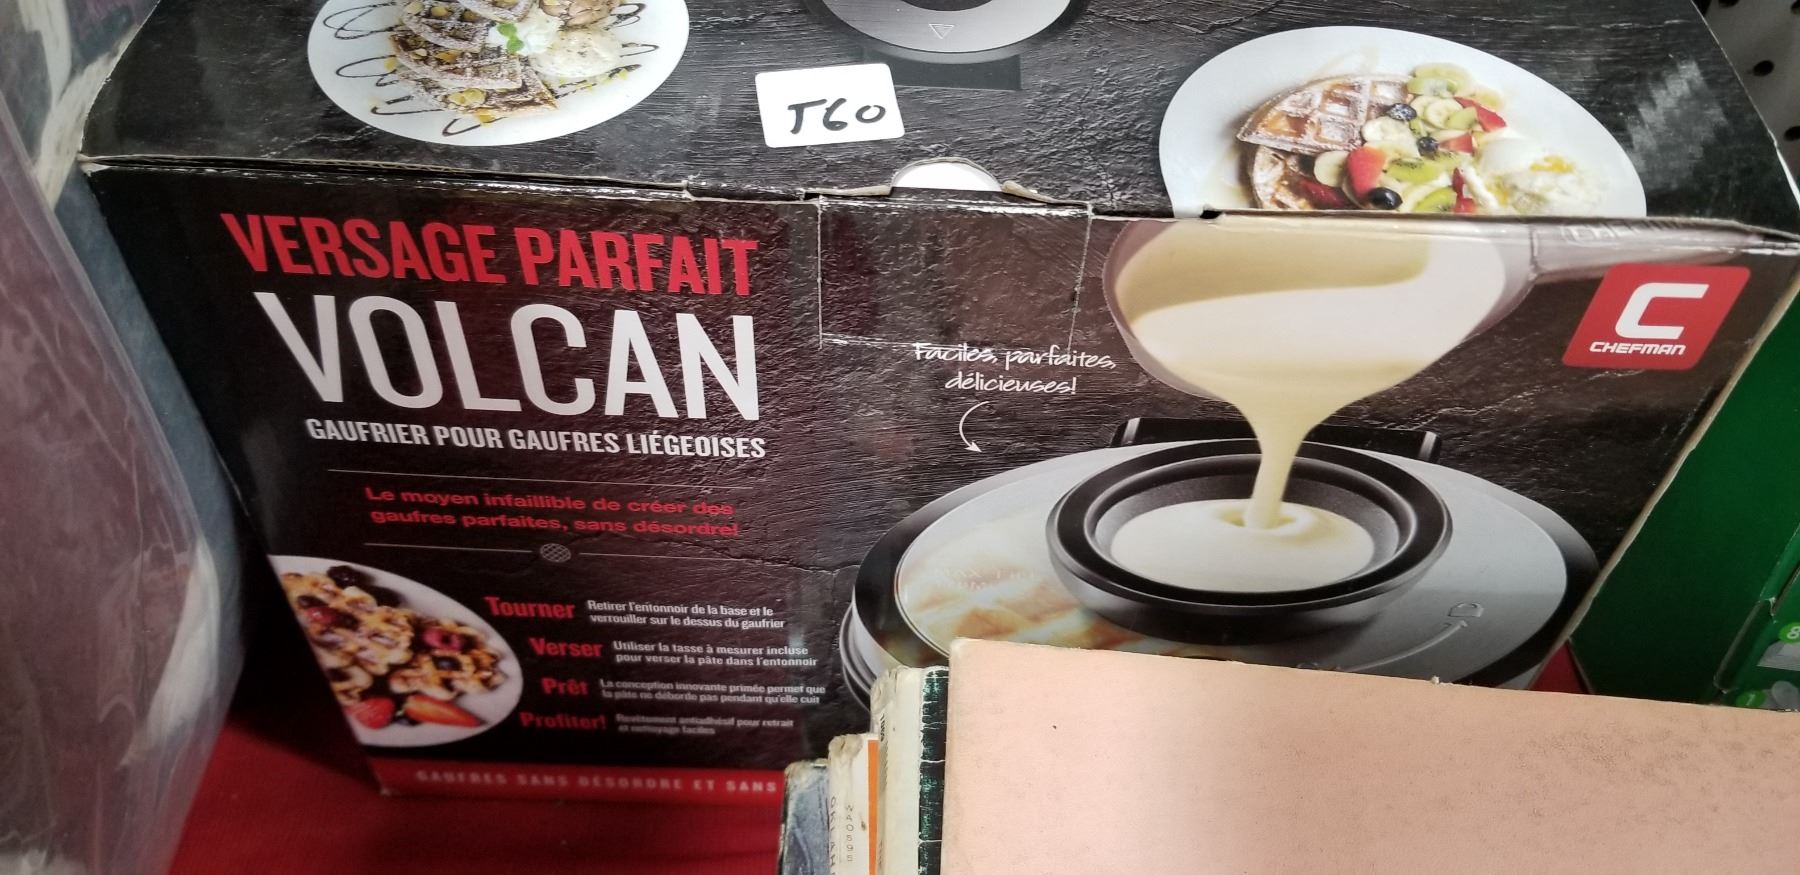 T60
VERSAGE PARFAIT
VOLCAN
GAUFRIER POUR GAUFRES LIÉGEOISES
Le moyen infaillible de créer des
gaufres parfaites, sans désordre!
Tourner Retirer l'entonnoir de la base et le
verrouiller sur le dessus du gaufrier
Verser Utiliser la tasse à mesurer incluse
pour verser la pâte dans l'entonnoir
Prêt La conception innovante primée permet que
la pâte ne déborde pas pendant qu'elle cuit
Profiter! Revêtement antiadhésif pour retrait
et nettoyage faciles
GAUFRES SANS DÉSORDRE ET SANS
Faciles, parfaites,
délicieuses!
C
CHEFMAN
WA0595